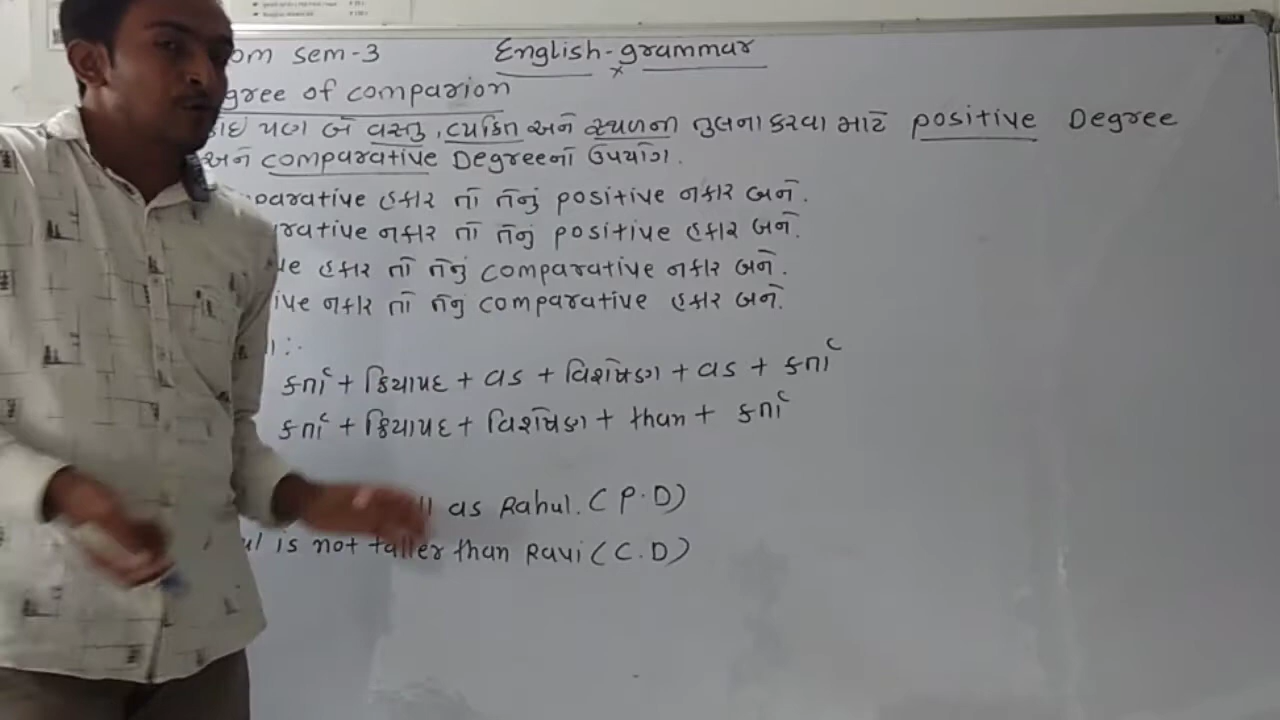 om sem-3 English-grammar
gree of comparion
કોઇ પણ બે વસ્તુ, વ્યકિત અને સ્થળની તુલના કરવા માટે positive Degree
અને comparative Degreeનો ઉપયોગ.
parative હકાર તો તેનું positive નકાર બને.
rative નકાર તો તેનું positive હકાર બને.
ve હકાર તો તેનું comparative નકાર બને.
ive નકાર તો તેનું comparative હકાર બને.
કર્તા + ક્રિયાપદ + as + વિશેષણ + as + કર્તા
કર્તા + ક્રિયાપદ + વિશેષણ + than + કર્તા
ll as Rahul. (P.D)
ul is not taller than Ravi (C.D)